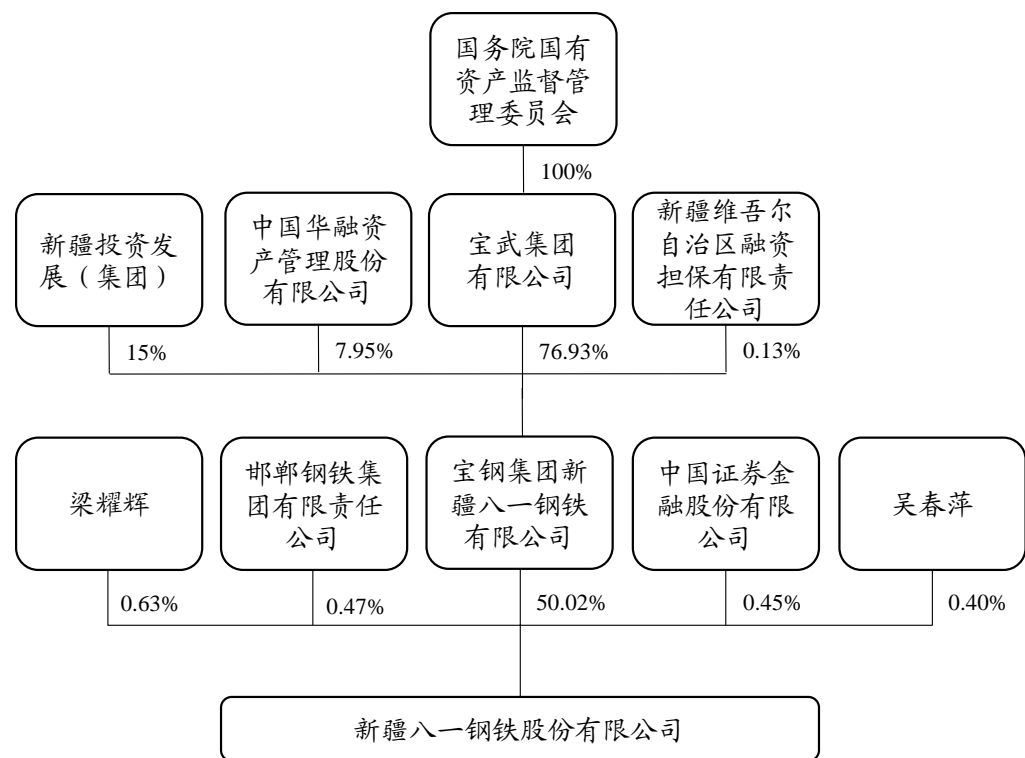 国务院国有
资产监督管
理委员会
100%
新疆投资发
展（集团）
中国华融资
产管理股份
有限公司
宝武集团
有限公司
新疆维吾尔
自治区融资
担保有限责
任公司
15%
7.95%
76.93%
0.13%
梁耀辉
邯郸钢铁集
团有限责任
公司
宝钢集团新
疆八一钢铁
有限公司
中国证券金
融股份有限
公司
吴春萍
0.63%
0.47%
50.02%
0.45%
0.40%
新疆八一钢铁股份有限公司